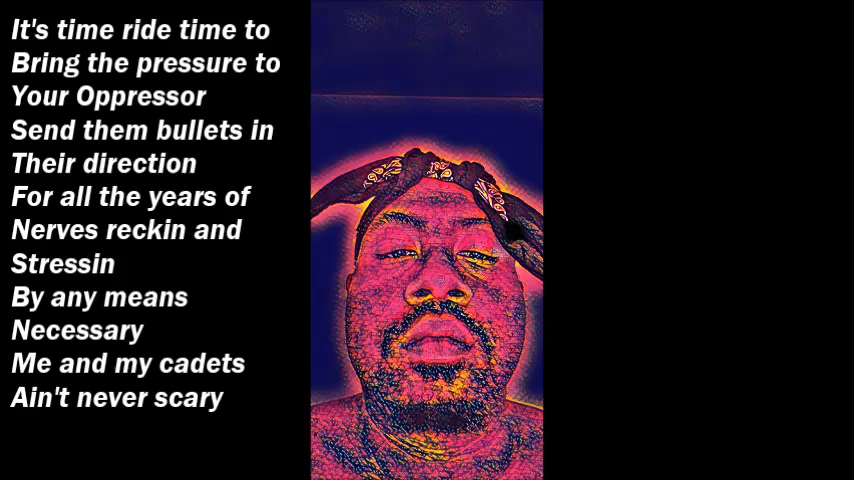 It's time ride time to
Bring the pressure to
Your Oppressor
Send them bullets in
Their direction
For all the years of
Nerves reckin and
Stressin
By any means
Necessary
Me and my cadets
Ain't never scary